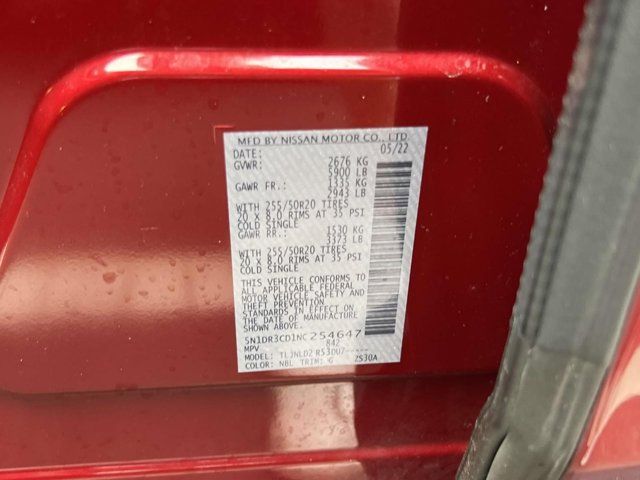 MFD BY NISSAN MOTOR CO., LTD.
DATE: 05/22
GVWR: 2676 KG
5900 LB
GAWR FR.: 1335 KG
2943 LB
WITH 255/50R20 TIRES
20 X 8.0 RIMS AT 35 PSI
COLD SINGLE
GAWR RR.: 1530 KG
3373 LB
WITH 255/50R20 TIRES
20 X 8.0 RIMS AT 35 PSI
COLD SINGLE
THIS VEHICLE CONFORMS TO
ALL APPLICABLE FEDERAL
MOTOR VEHICLE SAFETY AND
THEFT PREVENTION
STANDARDS IN EFFECT ON
THE DATE OF MANUFACTURE
SHOWN ABOVE.
5N1DR3CD1NC254647
MPV 842
MODEL: TLJNLD2 R53DU7-----
COLOR: NBL TRIM: G ZS30A